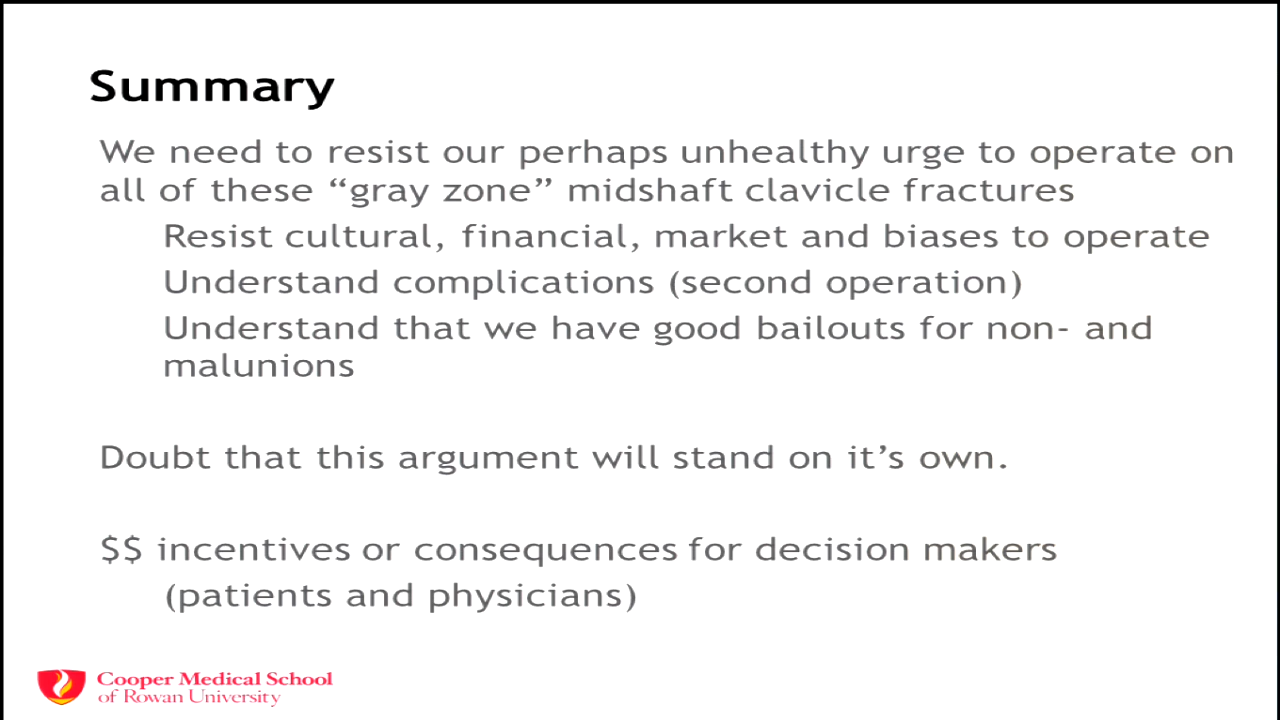 Summary
We need to resist our perhaps unhealthy urge to operate on
all of these “gray zone” midshaft clavicle fractures
Resist cultural, financial, market and biases to operate
Understand complications (second operation)
Understand that we have good bailouts for non- and
malunions
Doubt that this argument will stand on it’s own.
$$ incentives or consequences for decision makers
(patients and physicians)
Cooper Medical School
of Rowan University